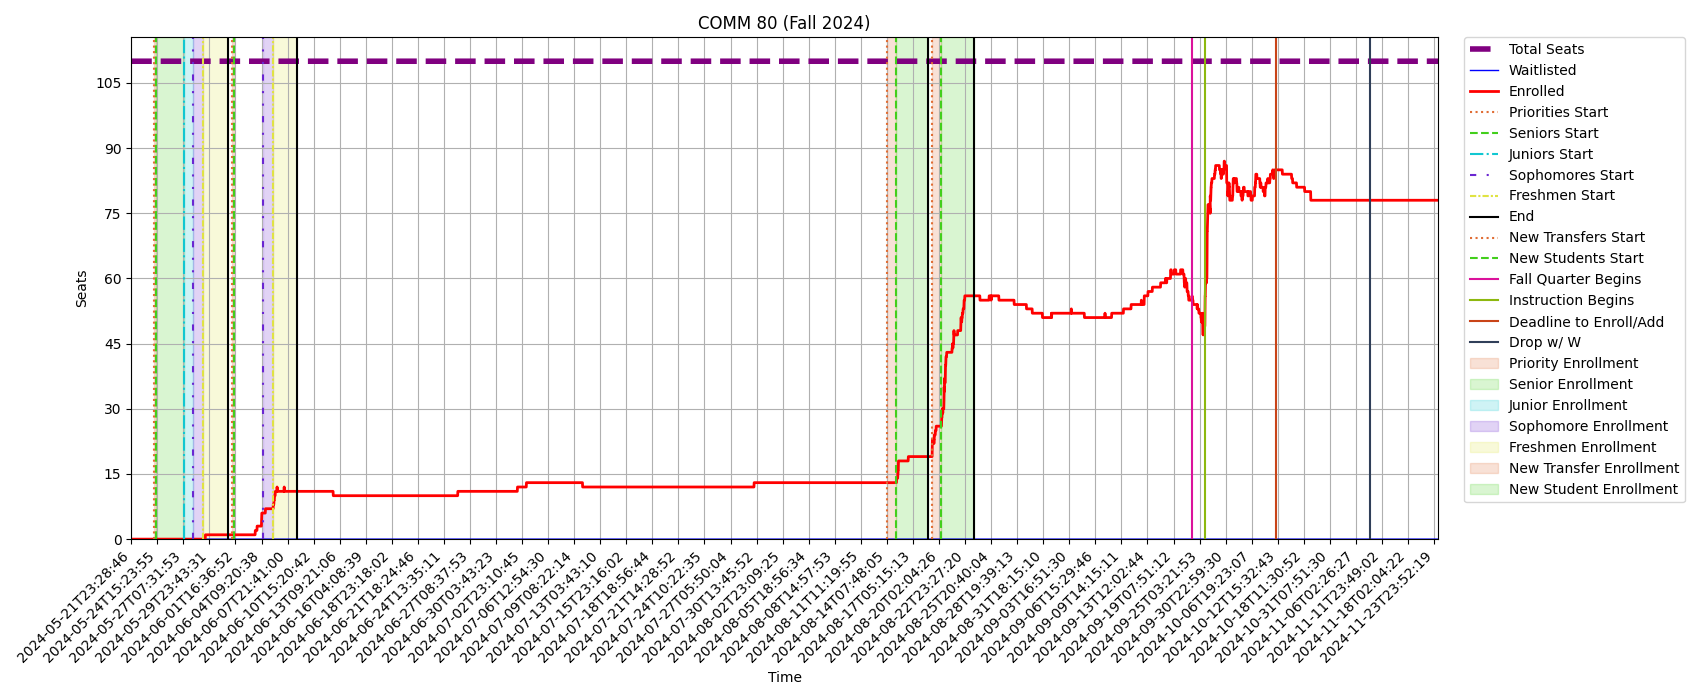 COMM 80 (Fall 2024)
Seats
105
90
75
60
45
30
15
0
2024-05-21T23:28:46
2024-05-24T15:23:55
2024-05-27T07:31:53
2024-05-29T23:43:31
2024-06-01T16:36:52
2024-06-04T09:20:38
2024-06-07T21:41:00
2024-06-10T15:20:42
2024-06-13T09:21:06
2024-06-16T04:08:39
2024-06-18T23:18:02
2024-06-21T18:24:46
2024-06-24T13:35:11
2024-06-27T08:37:53
2024-06-30T03:43:23
2024-07-02T23:10:45
2024-07-06T12:54:30
2024-07-09T08:22:14
2024-07-13T03:43:10
2024-07-15T23:16:02
2024-07-18T18:56:44
2024-07-21T14:28:52
2024-07-24T10:22:35
2024-07-27T05:50:04
2024-07-30T13:45:52
2024-08-02T23:09:25
2024-08-05T18:56:34
2024-08-08T14:57:53
2024-08-11T11:19:55
2024-08-14T07:48:05
2024-08-17T05:15:13
2024-08-20T02:04:26
2024-08-22T23:27:20
2024-08-25T20:40:04
2024-08-28T19:39:13
2024-08-31T18:15:10
2024-09-03T16:51:30
2024-09-06T15:29:46
2024-09-09T14:15:11
2024-09-13T12:02:44
2024-09-19T07:51:12
2024-09-25T03:21:53
2024-09-30T22:59:30
2024-10-06T19:23:07
2024-10-12T15:32:43
2024-10-18T11:30:52
2024-10-31T07:51:30
2024-11-06T02:26:27
2024-11-11T23:49:02
2024-11-18T02:04:22
2024-11-23T23:52:19
Time
Total Seats
Waitlisted
Enrolled
Priorities Start
Seniors Start
Juniors Start
Sophomores Start
Freshmen Start
End
New Transfers Start
New Students Start
Fall Quarter Begins
Instruction Begins
Deadline to Enroll/Add
Drop w/ W
Priority Enrollment
Senior Enrollment
Junior Enrollment
Sophomore Enrollment
Freshmen Enrollment
New Transfer Enrollment
New Student Enrollment